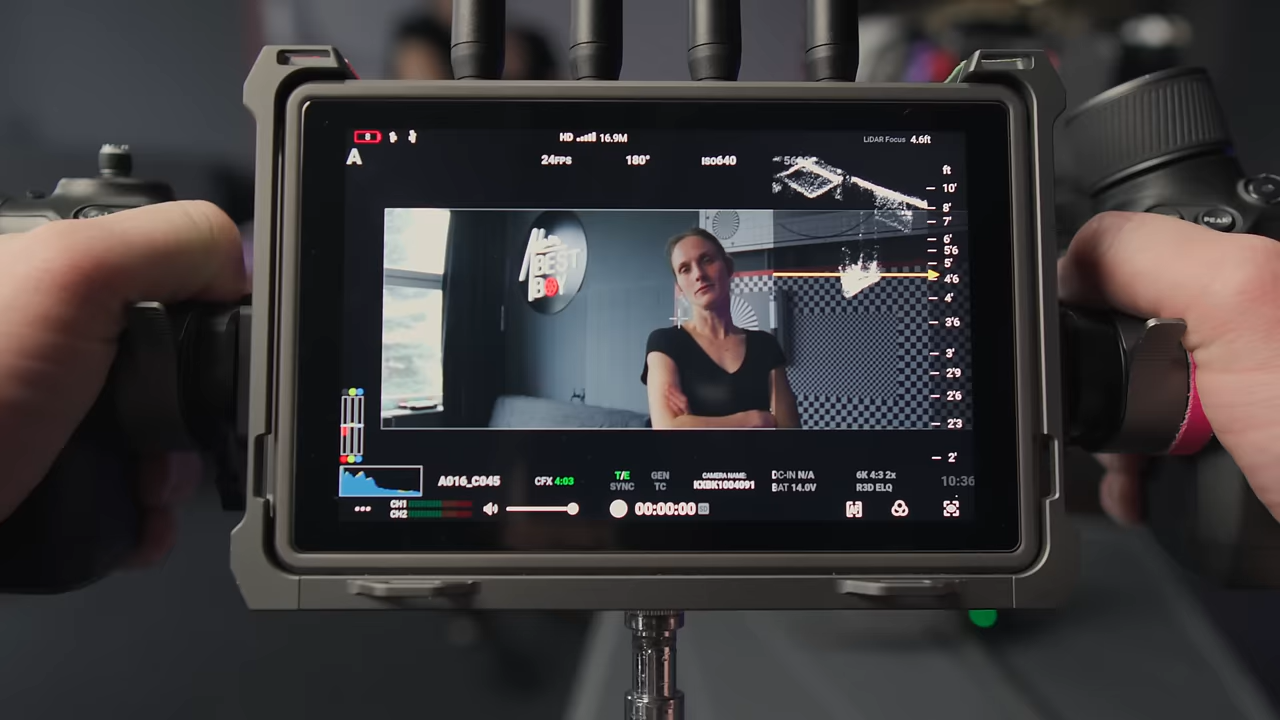 8
HD 16.9M
LiDAR Focus 4.6ft
A
24FPS
180°
ISO640
ft
10'
8'
7'
6'
5'6
5'
4'6
4'
3'6
3'
2'9
2'6
2'3
2'
BEST
BOY
PEAK
A016_C045
CFX 4:03
T/E
SYNC
GEN
TC
CAMERA NAME:
KXBK1004091
DC-IN N/A
BAT 14.0V
6K 4:3 2x
R3D ELQ
10:36
CH1
CH2
00:00:00